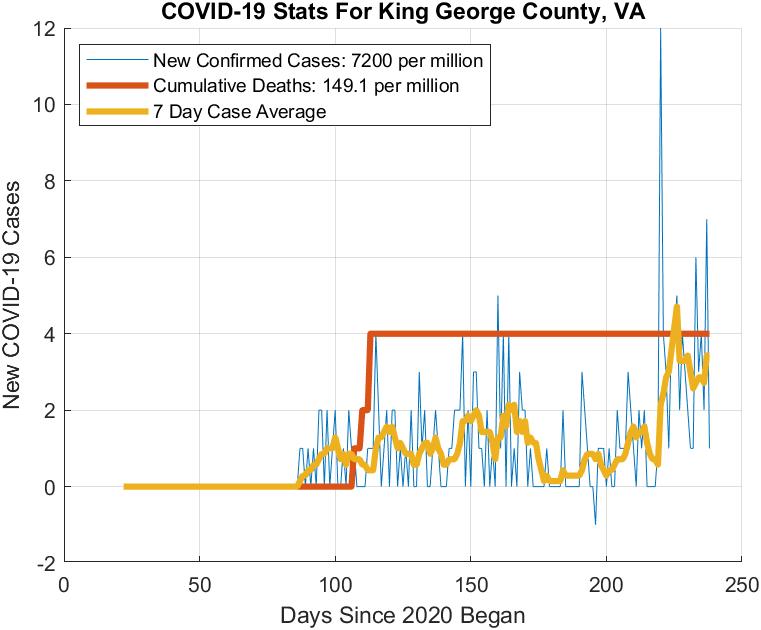 COVID-19 Stats For King George County, VA
12
10
8
6
4
2
0
-2
New COVID-19 Cases
New Confirmed Cases: 7200 per million
Cumulative Deaths: 149.1 per million
7 Day Case Average
0
50
100
150
200
250
Days Since 2020 Began